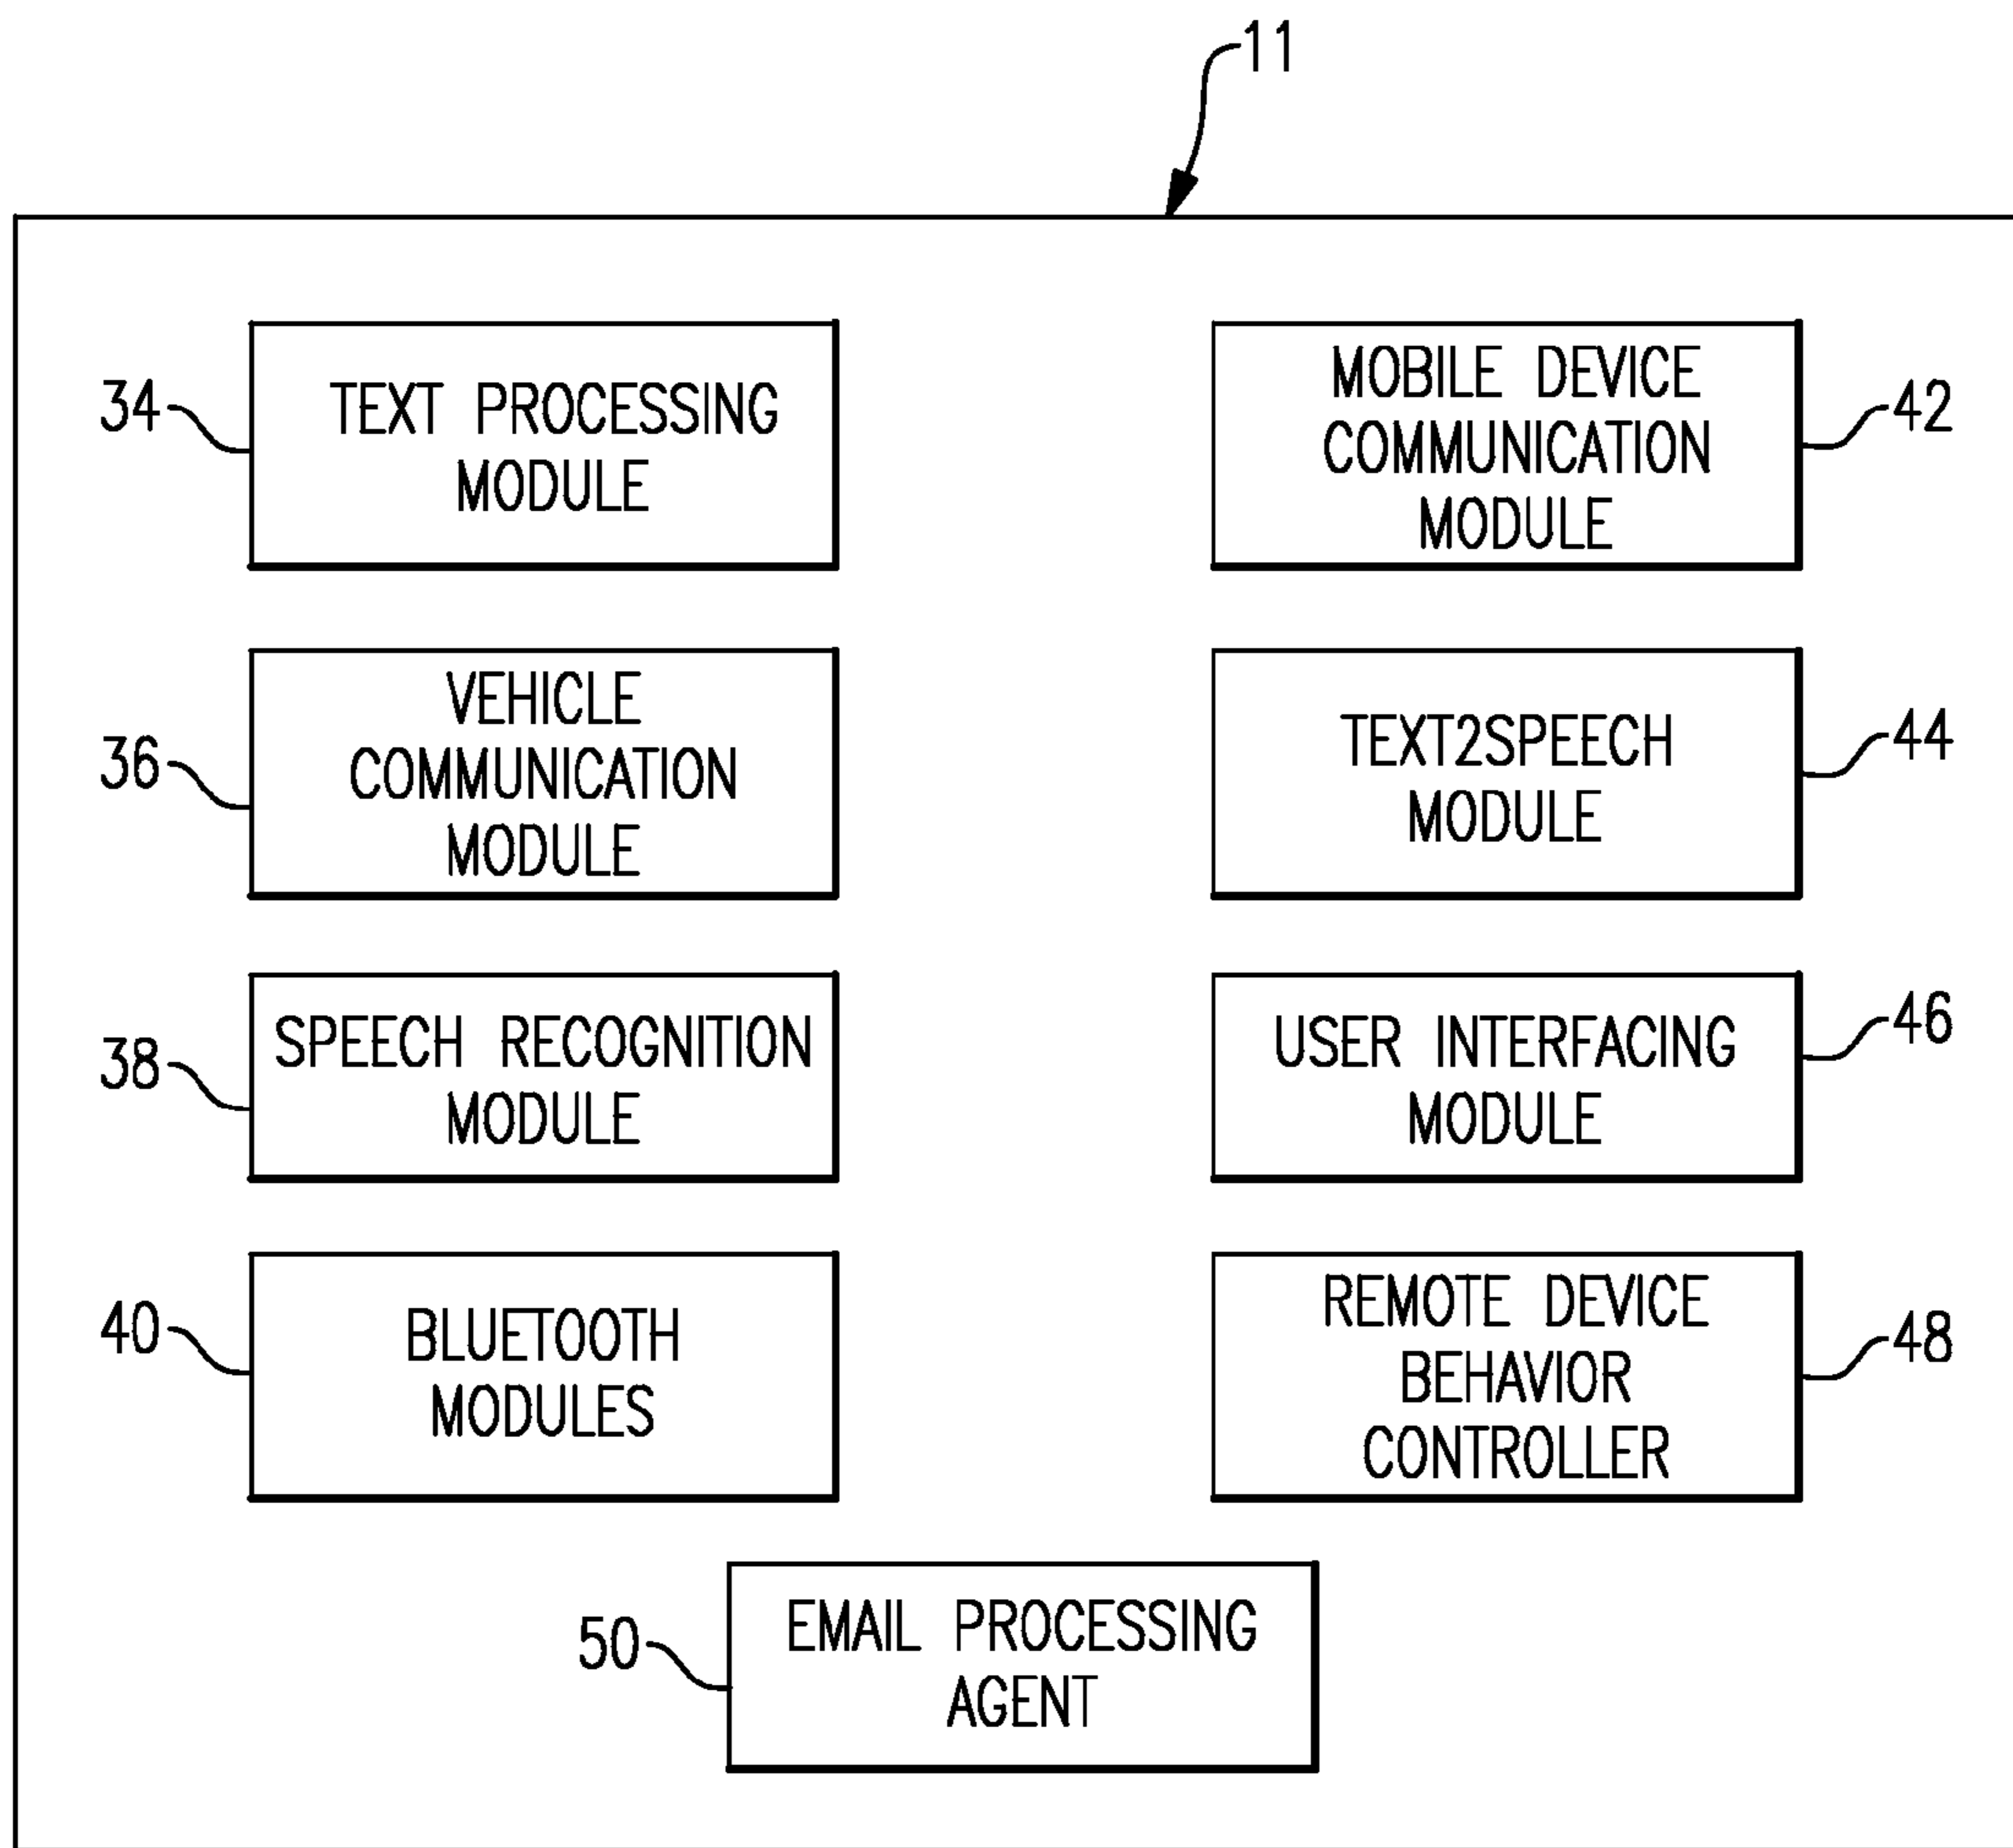 11
34
TEXT PROCESSING
MODULE
MOBILE DEVICE
COMMUNICATION
MODULE
42
36
VEHICLE
COMMUNICATION
MODULE
TEXT2SPEECH
MODULE
44
38
SPEECH RECOGNITION
MODULE
USER INTERFACING
MODULE
46
40
BLUETOOTH
MODULES
REMOTE DEVICE
BEHAVIOR
CONTROLLER
48
50
EMAIL PROCESSING
AGENT